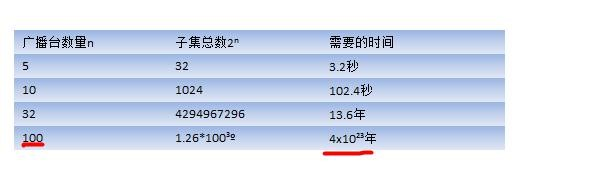 广播台数量n 子集总数2ⁿ 需要的时间
5 32 3.2秒
10 1024 102.4秒
32 4294967296 13.6年
100 1.26*100³º 4x10²³年